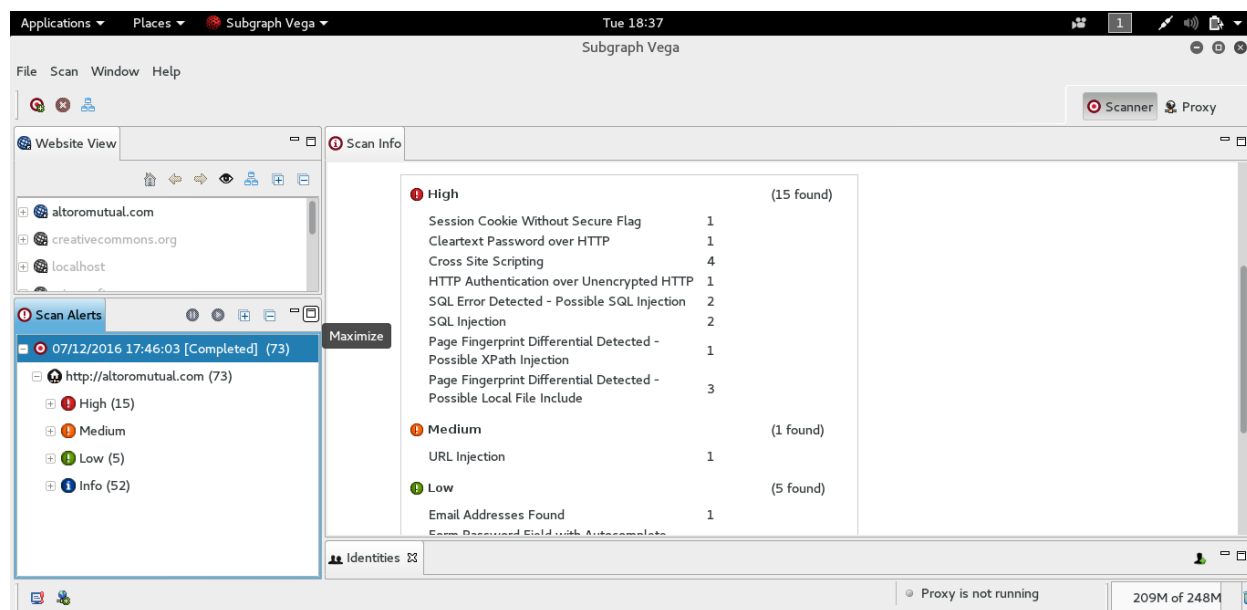 Applications Places Subgraph Vega Tue 18:37 1
Subgraph Vega
File Scan Window Help
Scanner Proxy
Website View
altoromutual.com
creativecommons.org
localhost
Scan Alerts
Maximize
07/12/2016 17:46:03 [Completed] (73)
http://altoromutual.com (73)
High (15)
Medium
Low (5)
Info (52)
Scan Info
High (15 found)
Session Cookie Without Secure Flag 1
Cleartext Password over HTTP 1
Cross Site Scripting 4
HTTP Authentication over Unencrypted HTTP 1
SQL Error Detected - Possible SQL Injection 2
SQL Injection 2
Page Fingerprint Differential Detected -
Possible XPath Injection 1
Page Fingerprint Differential Detected -
Possible Local File Include 3
Medium (1 found)
URL Injection 1
Low (5 found)
Email Addresses Found 1
Form Password Field with Autocomplete
Identities
Proxy is not running 209M of 248M